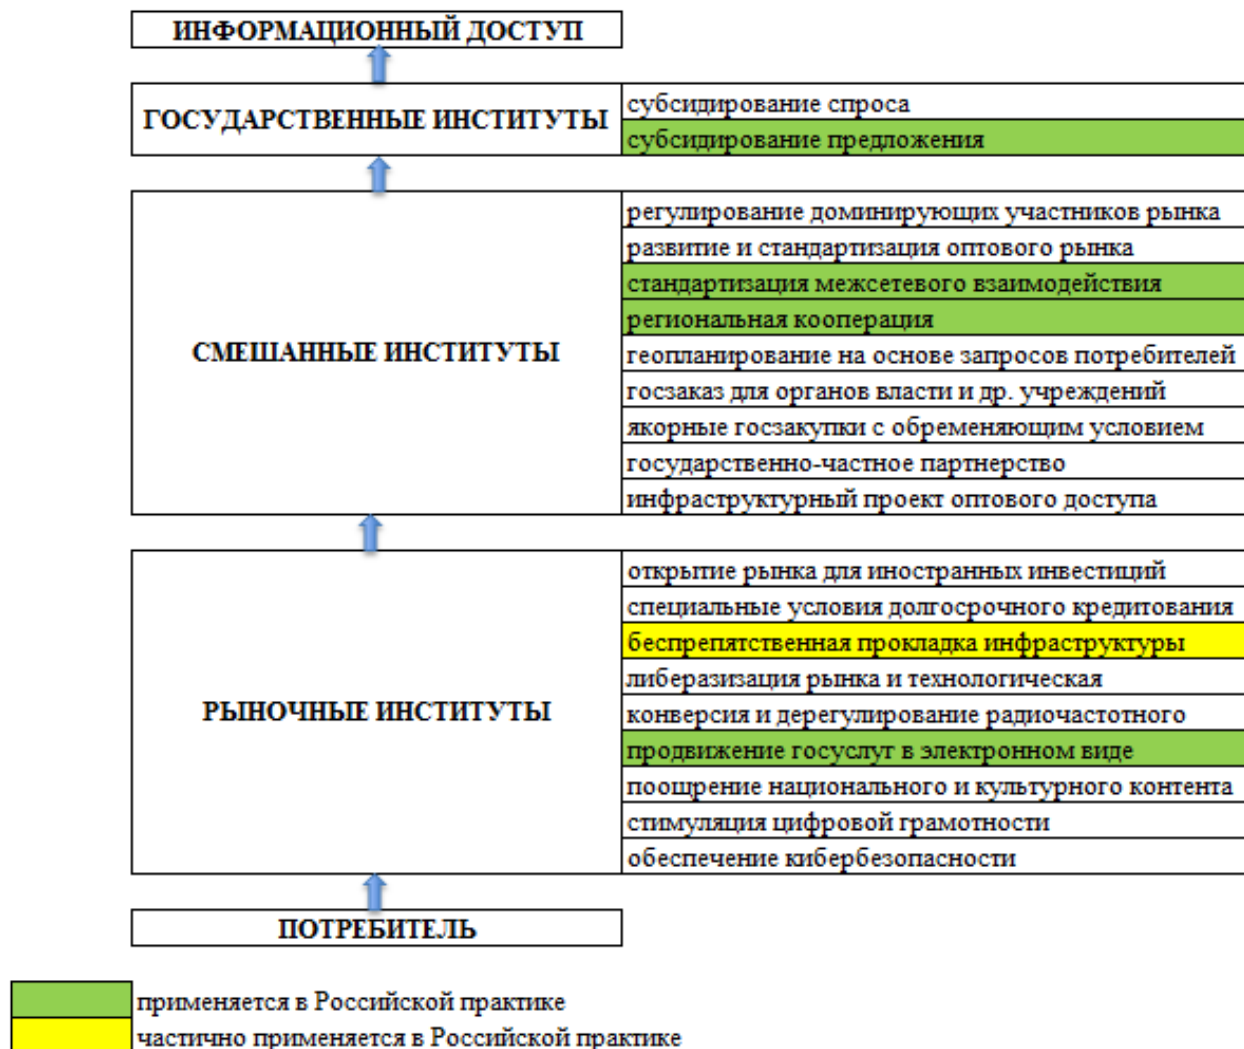 ИНФОРМАЦИОННЫЙ ДОСТУП
ГОСУДАРСТВЕННЫЕ ИНСТИТУТЫ
субсидирование спроса
субсидирование предложения
СМЕШАННЫЕ ИНСТИТУТЫ
регулирование доминирующих участников рынка
развитие и стандартизация оптового рынка
стандартизация межсетевого взаимодействия
региональная кооперация
геопланирование на основе запросов потребителей
госзаказ для органов власти и др. учреждений
якорные госзакупки с обременяющим условием
государственно-частное партнерство
инфраструктурный проект оптового доступа
РЫНОЧНЫЕ ИНСТИТУТЫ
открытие рынка для иностранных инвестиций
специальные условия долгосрочного кредитования
беспрепятственная прокладка инфраструктуры
либеразизация рынка и технологическая
конверсия и дерегулирование радиочастотного
продвижение госуслуг в электронном виде
поощрение национального и культурного контента
стимуляция цифровой грамотности
обеспечение кибербезопасности
ПОТРЕБИТЕЛЬ
применяется в Российской практике
частично применяется в Российской практике